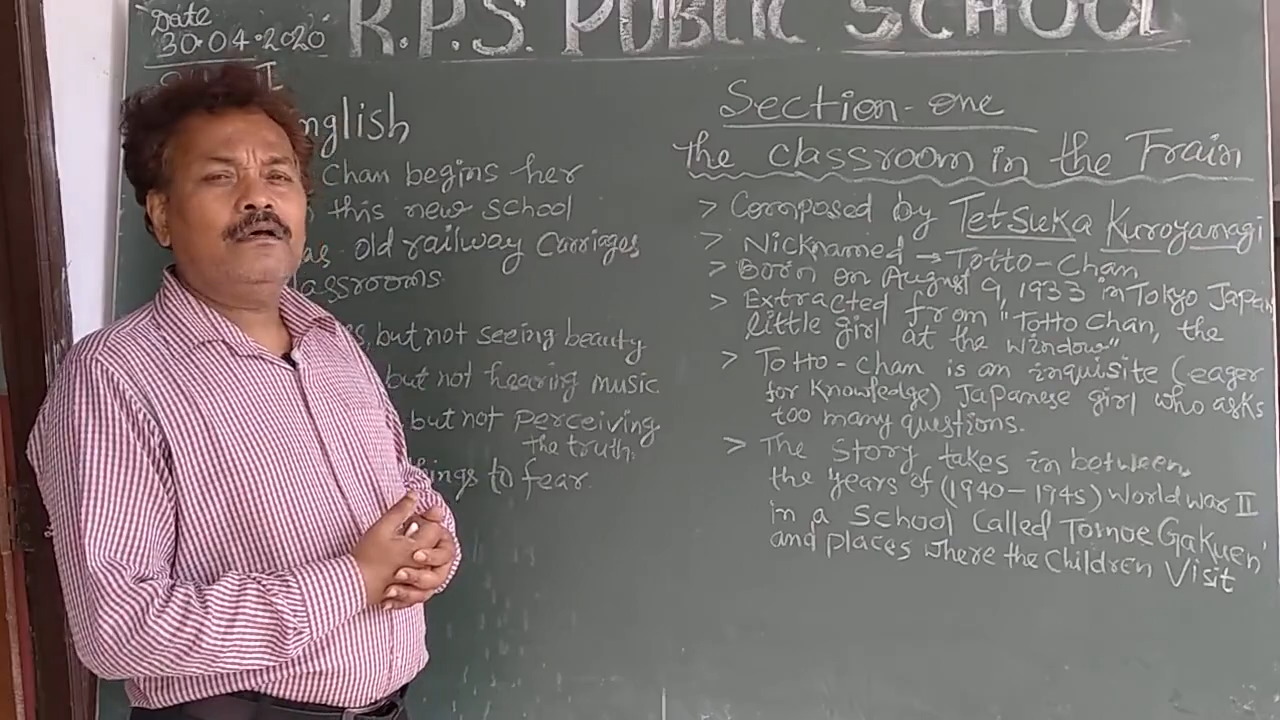 Date
30.04.2020
R.P.S. PUBLIC SCHOOL
nglish
Chan begins her
this new school
as old railway Carriages
assrooms
s, but not seeing beauty
but not hearing music
but not perceiving
the truth.
ings to fear.
Section-one
the classroom in the Train
> Composed by Tetsuka Kuroyanagi
> Nicknamed → Totto-Chan
> Born on August 9, 1933 in Tokyo Japan
> Extracted from "Totto Chan, the
little girl at the window"
> Totto-Chan is an inquisite (eager
for knowledge) Japanese girl who asks
too many questions.
> The Story takes in between
the years of (1940-1945) World war II
in a School Called Tomoe Gakuen'
and places where the Children Visit